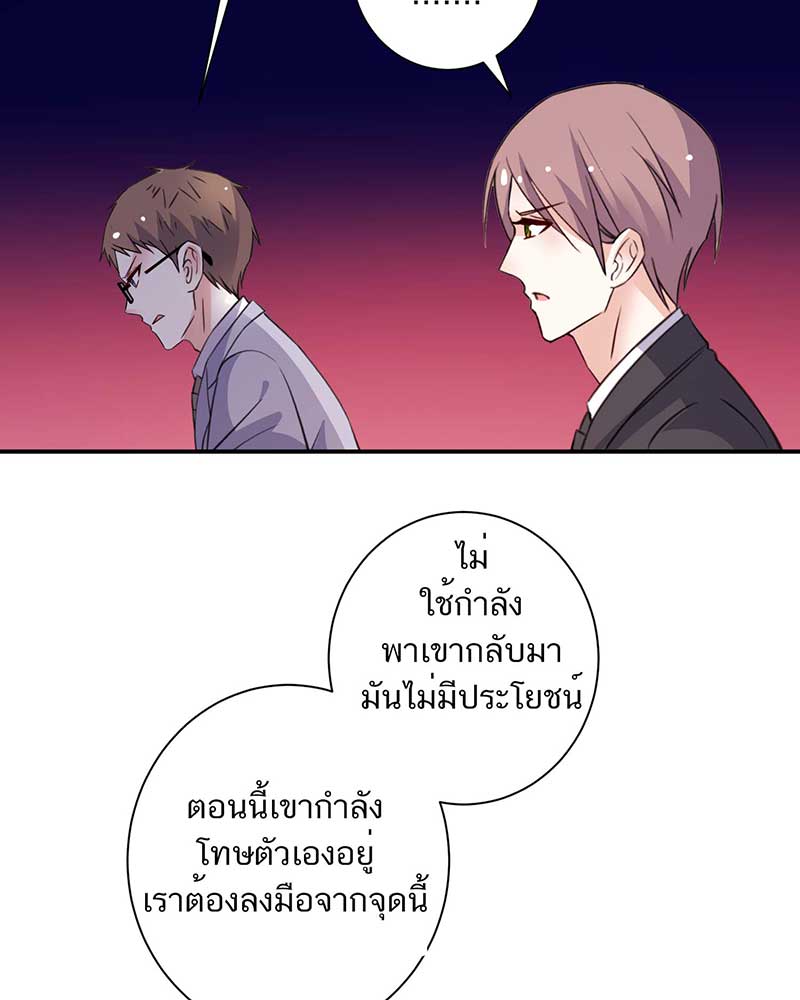 .......
ไม่
ใช้กำลัง
พาเขากลับมา
มันไม่มีประโยชน์
ตอนนี้เขากำลัง
โทษตัวเองอยู่
เราต้องลงมือจากจุดนี้